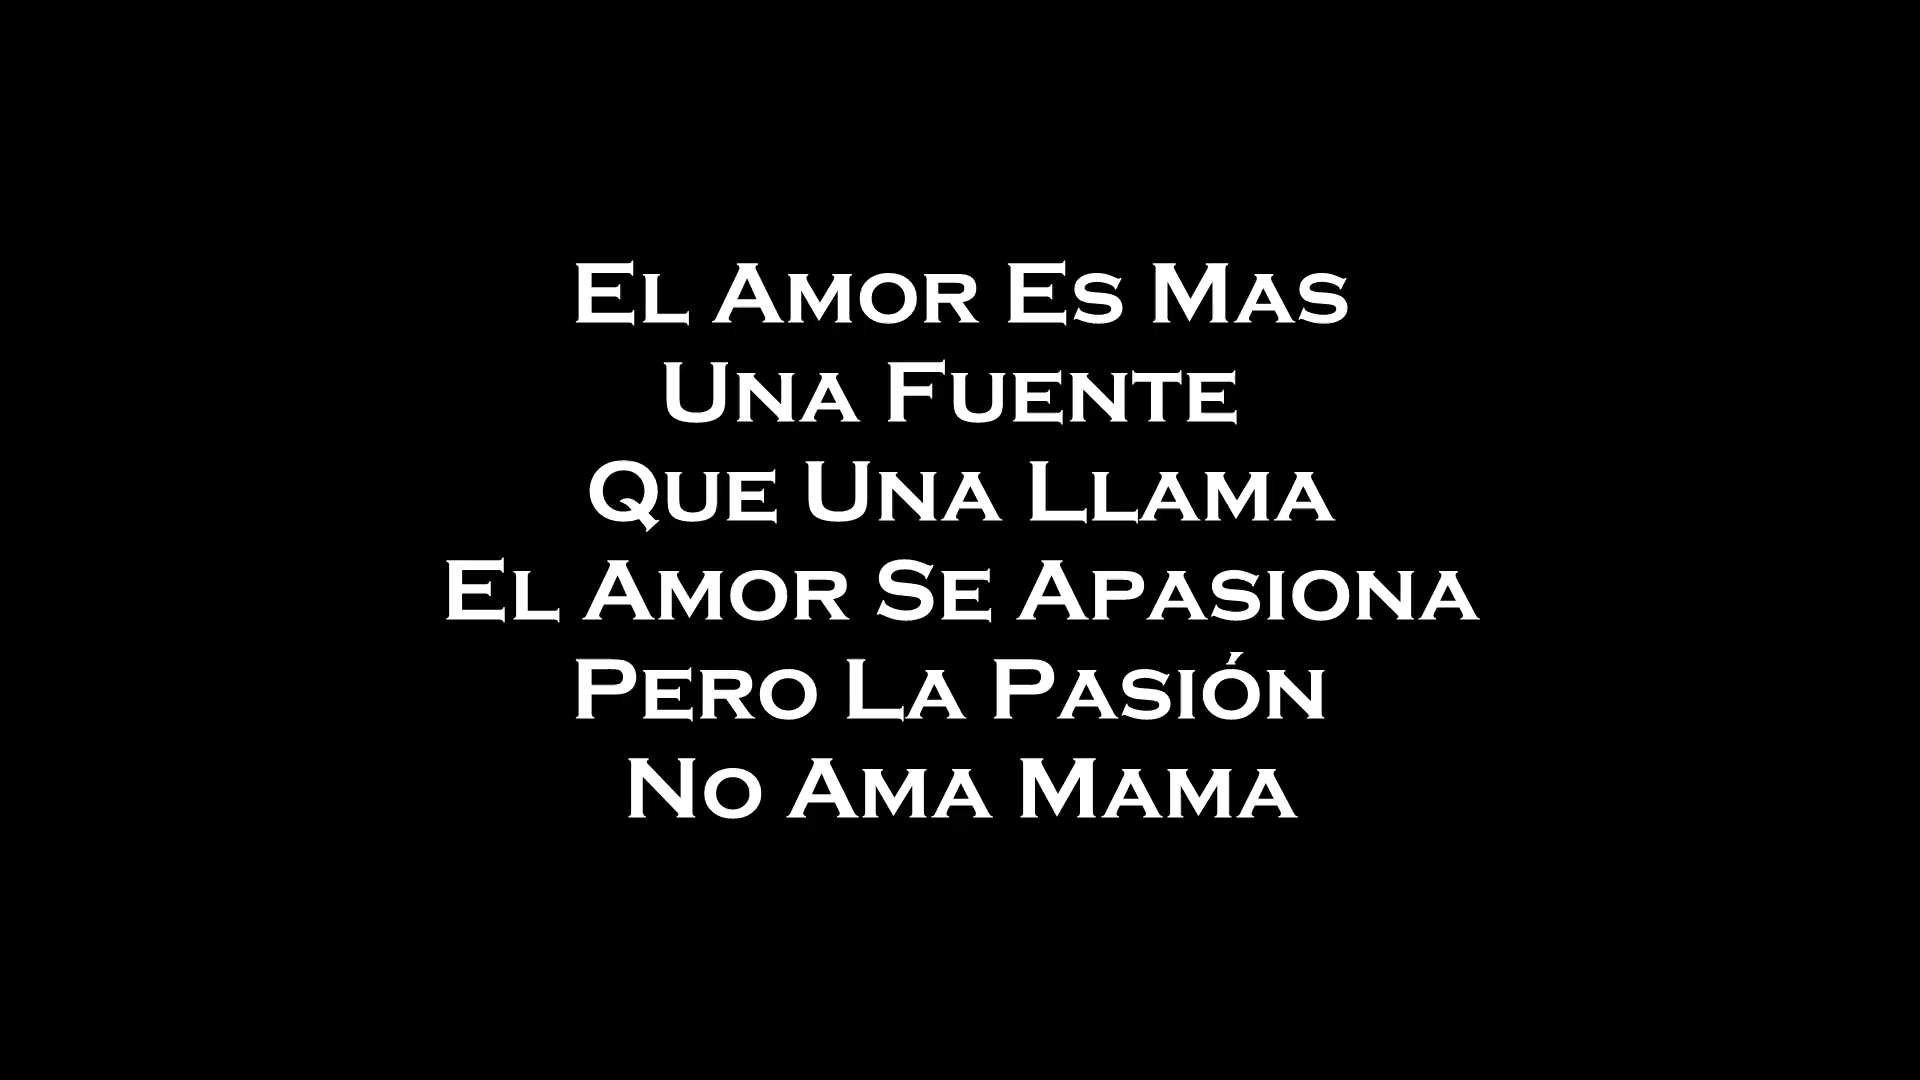 El Amor Es Mas
Una Fuente
Que Una Llama
El Amor Se Apasiona
Pero La Pasión
No Ama Mama